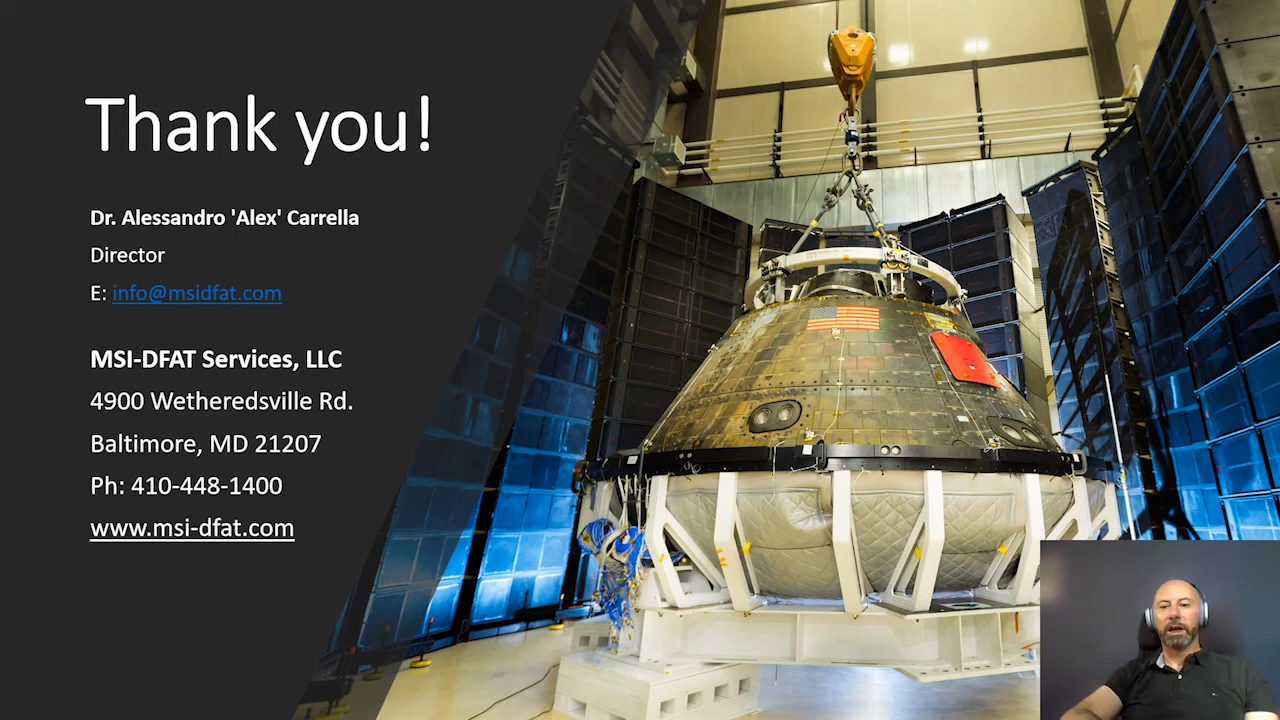 Thank you!
Dr. Alessandro 'Alex' Carrella
Director
E: info@msidfat.com
MSI-DFAT Services, LLC
4900 Wetheredsville Rd.
Baltimore, MD 21207
Ph: 410-448-1400
www.msi-dfat.com